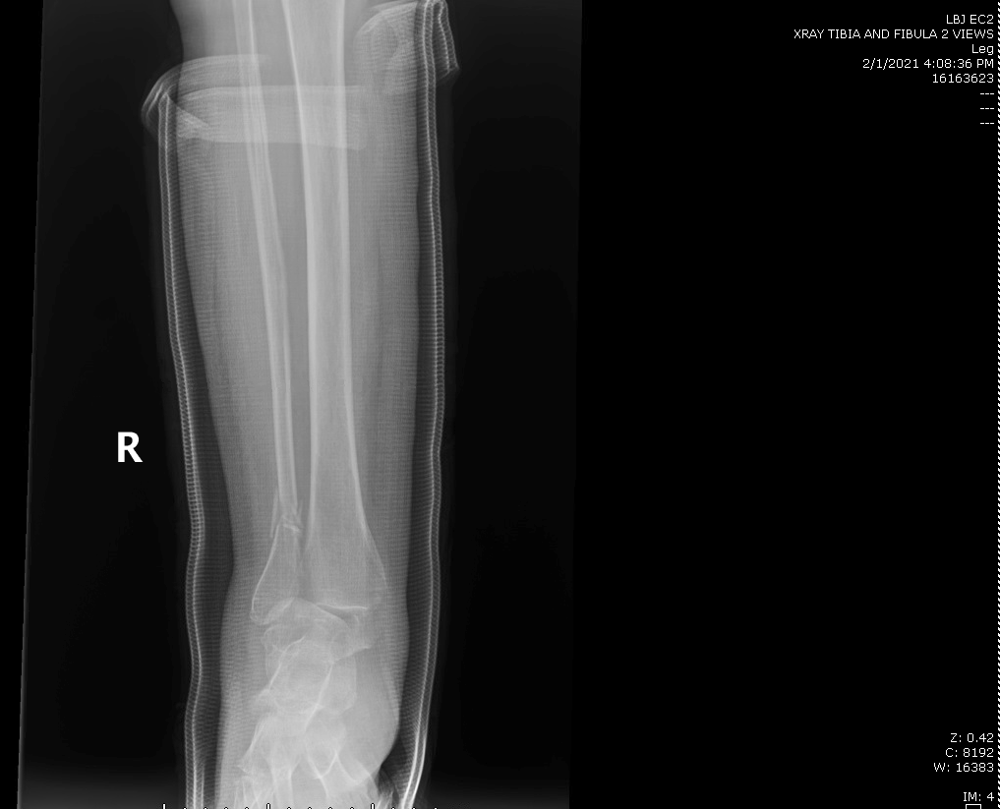 LBJ EC2
XRAY TIBIA AND FIBULA 2 VIEWS
Leg
2/1/2021 4:08:36 PM
16163623
---
---
---
R
Z: 0.42
C: 8192
W: 16383
IM: 4